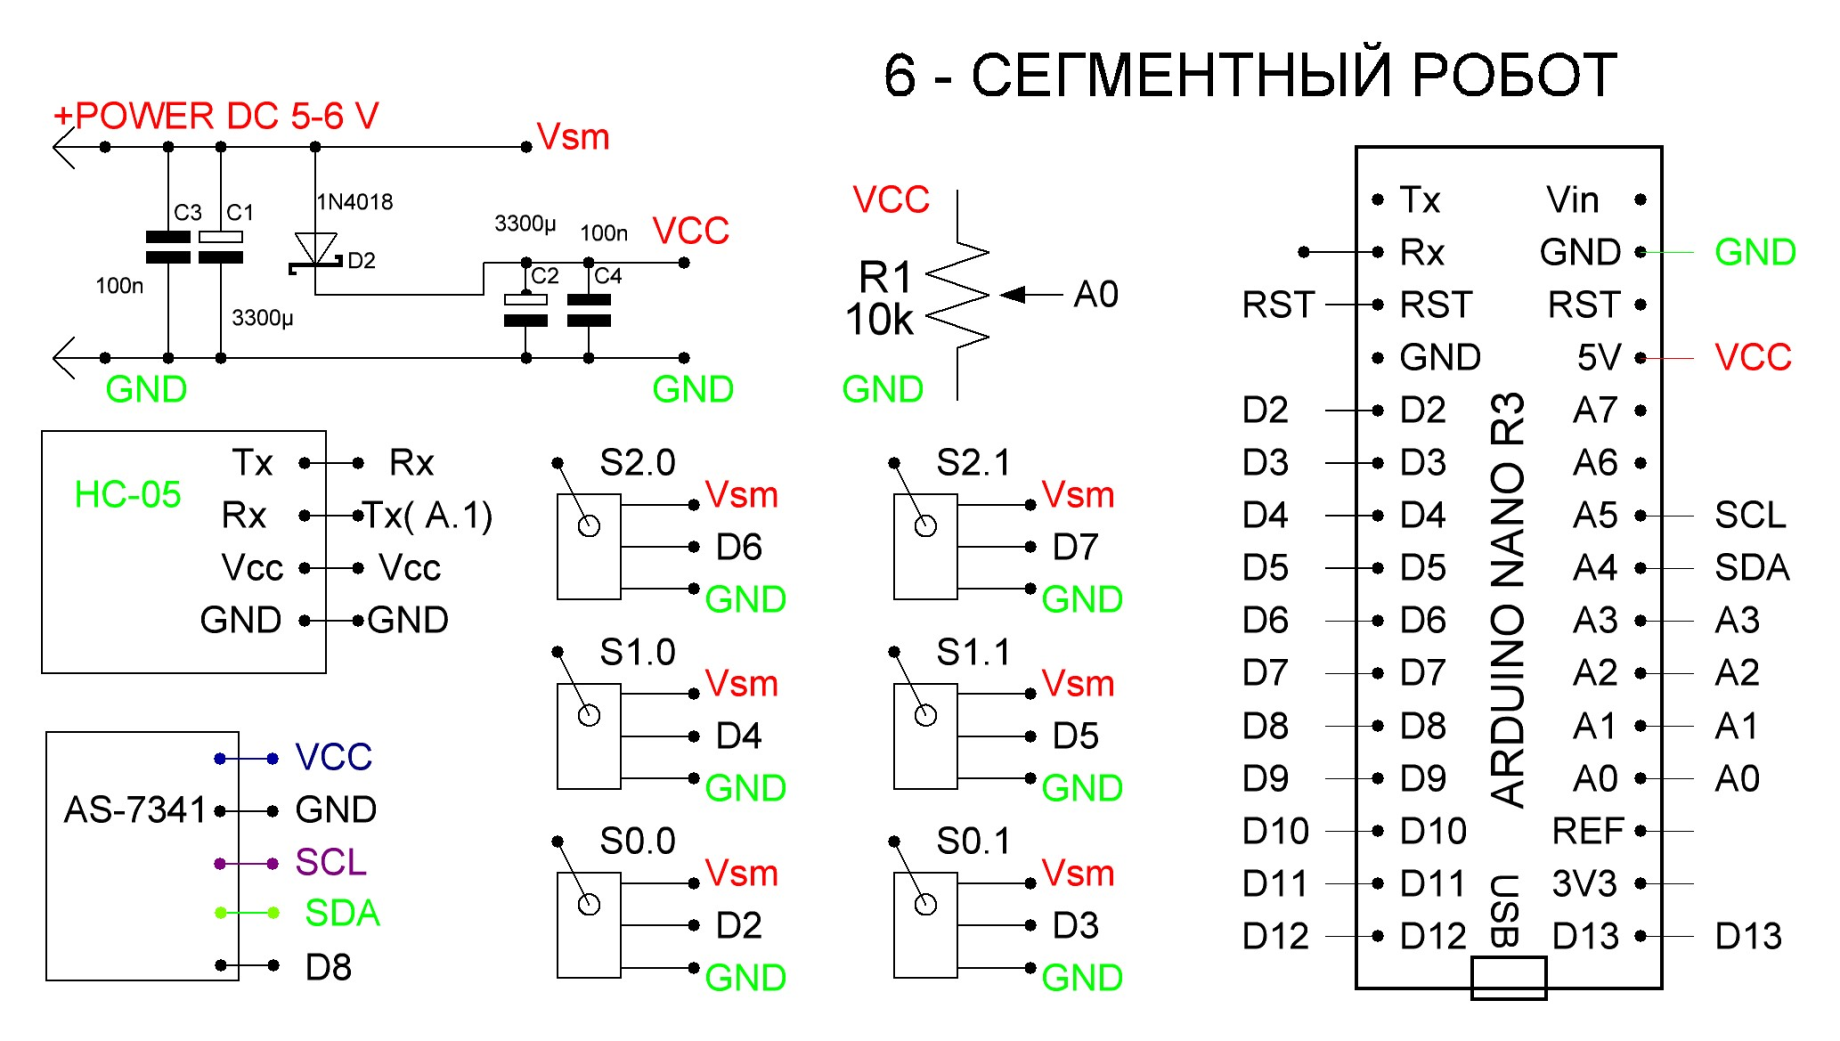 6 - СЕГМЕНТНЫЙ РОБОТ
+POWER DC 5-6 V
Vsm
1N4018
C3
C1
D2
100n
3300µ
3300µ
100n
VCC
C2
C4
GND
GND
VCC
R1
10k
A0
GND
HC-05
Tx
Rx
Rx
Tx( A.1)
Vcc
Vcc
GND
GND
AS-7341
VCC
GND
SCL
SDA
D8
S2.0
Vsm
D6
GND
S2.1
Vsm
D7
GND
S1.0
Vsm
D4
GND
S1.1
Vsm
D5
GND
S0.0
Vsm
D2
GND
S0.1
Vsm
D3
GND
ARDUINO NANO R3
USB
Tx Vin
Rx GND GND
RST RST RST
GND 5V VCC
D2 D2 A7
D3 D3 A6
D4 D4 A5 SCL
D5 D5 A4 SDA
D6 D6 A3 A3
D7 D7 A2 A2
D8 D8 A1 A1
D9 D9 A0 A0
D10 D10 REF
D11 D11 3V3
D12 D12 D13 D13